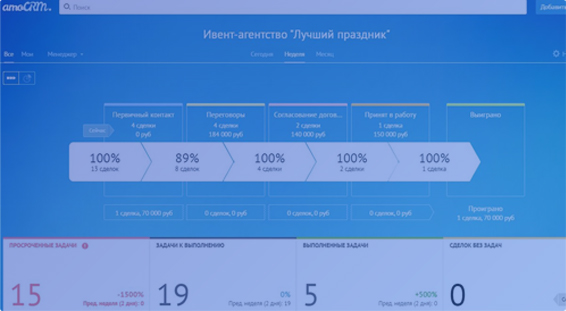 amoCRM.
Поиск
Добавить
Ивент-агентство "Лучший праздник"
Все Мои Менеджер
Сегодня Неделя Месяц
Первичный контакт
4 сделки
0 руб
Переговоры
4 сделки
184 000 руб
Согласование догов...
2 сделки
140 000 руб
Принят в работу
1 сделка
150 000 руб
Выиграно
Сейчас
100%
15 сделок
89%
8 сделок
100%
4 сделки
100%
2 сделки
100%
1 сделка
1 сделка, 70 000 руб
0 сделок, 0 руб
0 сделок, 0 руб
0 сделок, 0 руб
Проиграно
1 сделка, 70 000 руб
ПРОСРОЧЕННЫЕ ЗАДАЧИ
15
-1500%
Пред. неделя (2 дня): 0
ЗАДАЧИ К ВЫПОЛНЕНИЮ
19
0%
Пред. неделя (2 дня): 19
ВЫПОЛНЕННЫЕ ЗАДАЧИ
5
+500%
Пред. неделя (2 дня): 0
СДЕЛОК БЕЗ ЗАДАЧ
0